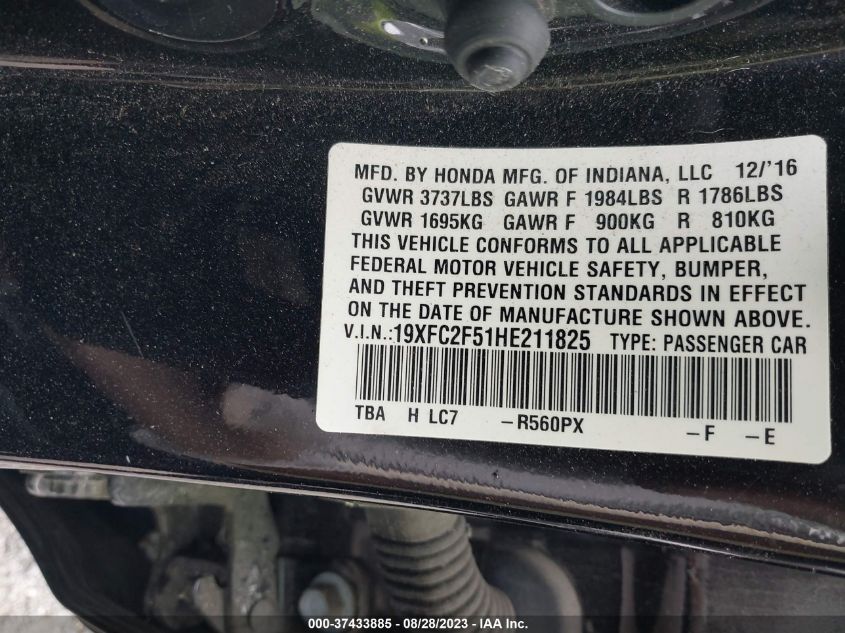 MFD. BY HONDA MFG. OF INDIANA, LLC 12/'16
GVWR 3737LBS GAWR F 1984LBS R 1786LBS
GVWR 1695KG GAWR F 900KG R 810KG
THIS VEHICLE CONFORMS TO ALL APPLICABLE
FEDERAL MOTOR VEHICLE SAFETY, BUMPER,
AND THEFT PREVENTION STANDARDS IN EFFECT
ON THE DATE OF MANUFACTURE SHOWN ABOVE.
V.I.N.:19XFC2F51HE211825 TYPE: PASSENGER CAR
TBA H LC7 -R560PX -F -E
000-37433885 - 08/28/2023 - IAA Inc.